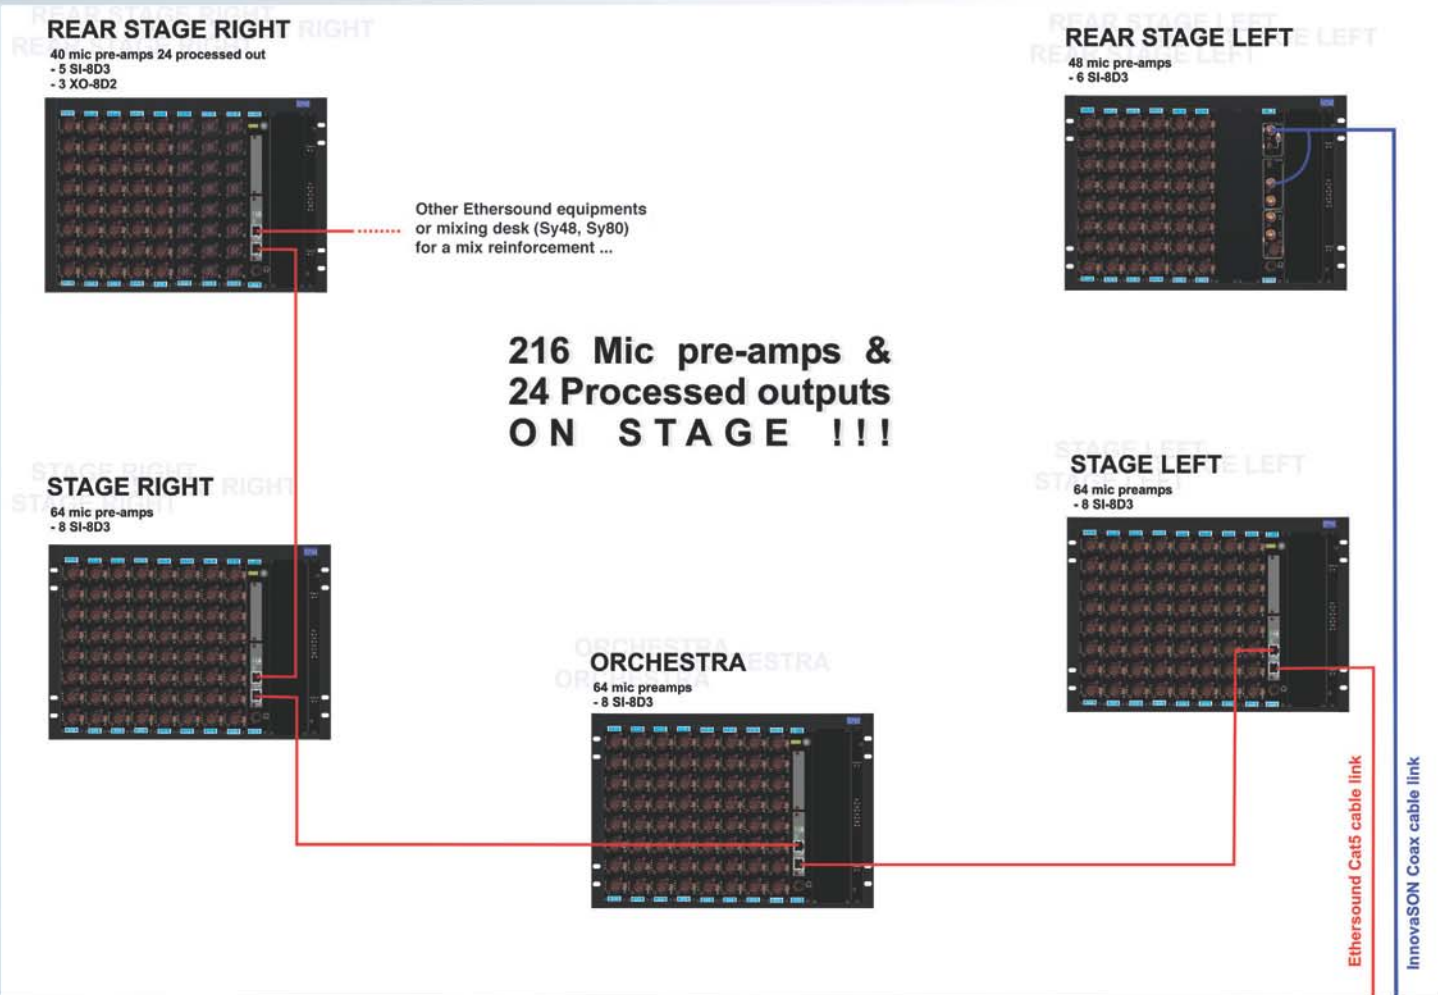 REAR STAGE RIGHT
40 mic pre-amps 24 processed out
- 5 SI-8D3
- 3 XO-8D2
REAR STAGE LEFT
48 mic pre-amps
- 6 SI-8D3
Other Ethersound equipments
or mixing desk (Sy48, Sy80)
for a mix reinforcement ...
216 Mic pre-amps &
24 Processed outputs
ON STAGE !!!
STAGE RIGHT
64 mic pre-amps
- 8 SI-8D3
STAGE LEFT
64 mic preamps
- 8 SI-8D3
ORCHESTRA
64 mic preamps
- 8 SI-8D3
Ethersound Cat5 cable link
InnovaSON Coax cable link